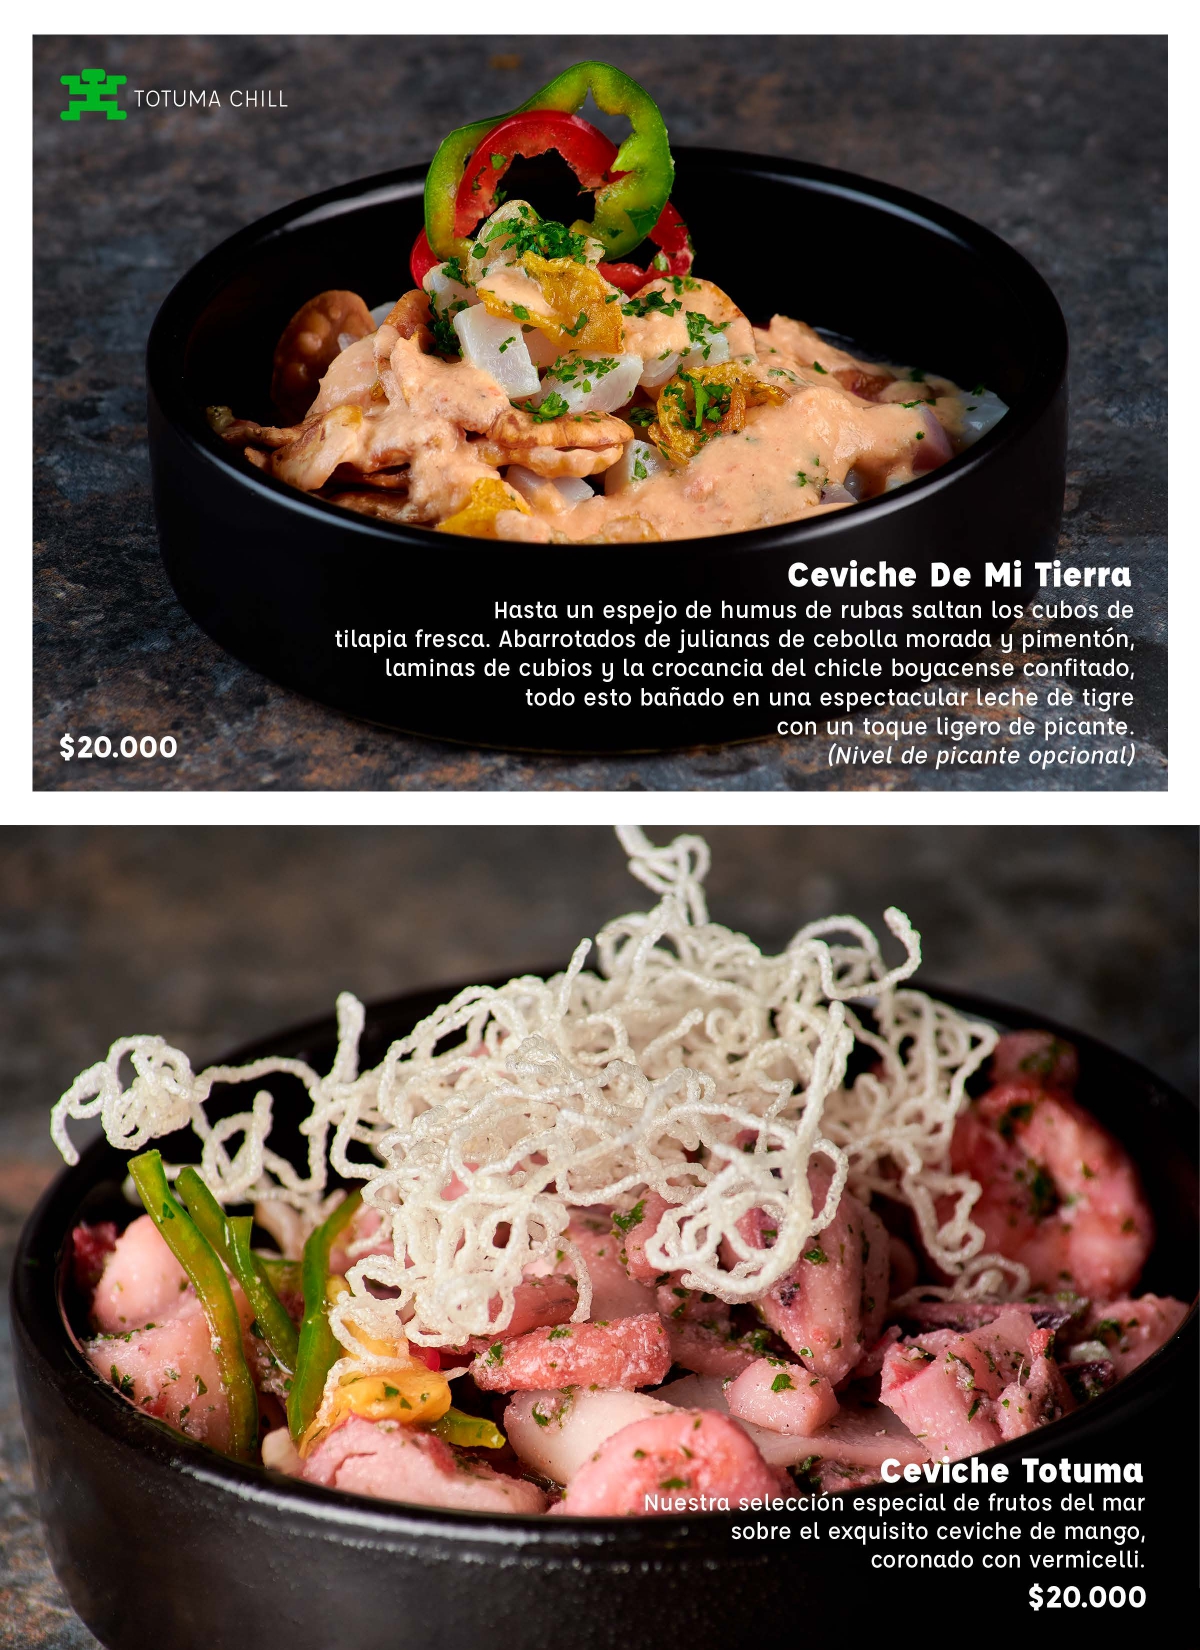 TOTUMA CHILL
Ceviche De Mi Tierra
Hasta un espejo de humus de rubas saltan los cubos de
tilapia fresca. Abarrotados de julianas de cebolla morada y pimentón,
laminas de cubios y la crocancia del chicle boyacense confitado,
todo esto bañado en una espectacular leche de tigre
con un toque ligero de picante.
(Nivel de picante opcional)
$20.000
Ceviche Totuma
Nuestra selección especial de frutos del mar
sobre el exquisito ceviche de mango,
coronado con vermicelli.
$20.000